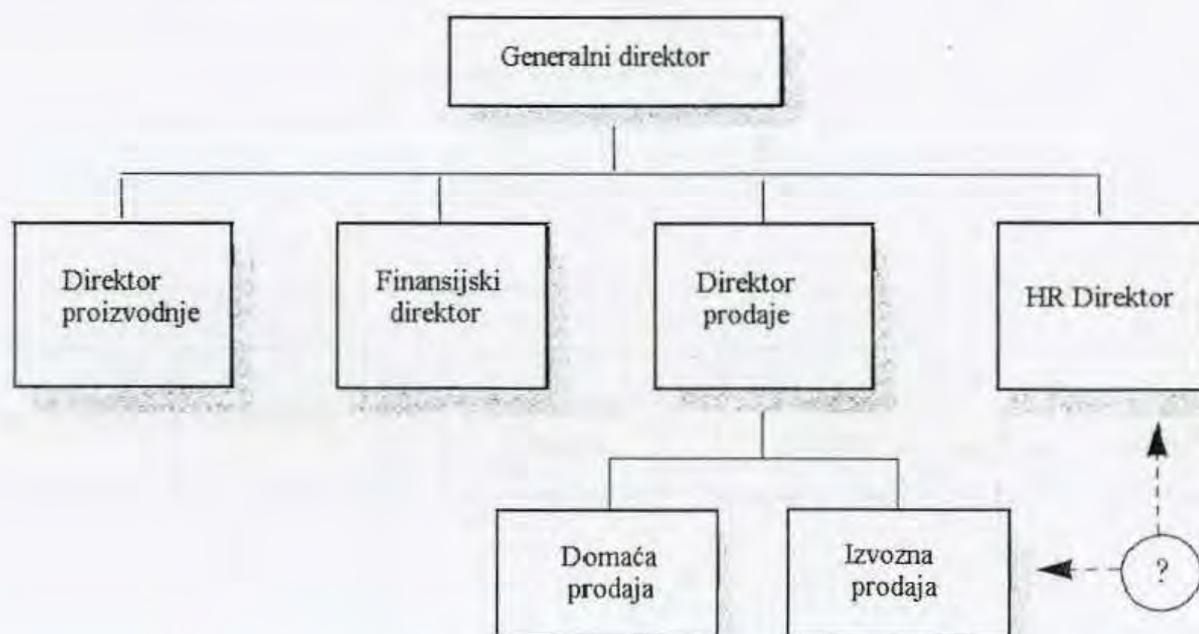 Generalni direktor
Direktor
proizvodnje
Finansijski
direktor
Direktor
prodaje
HR Direktor
Domaća
prodaja
Izvozna
prodaja
?